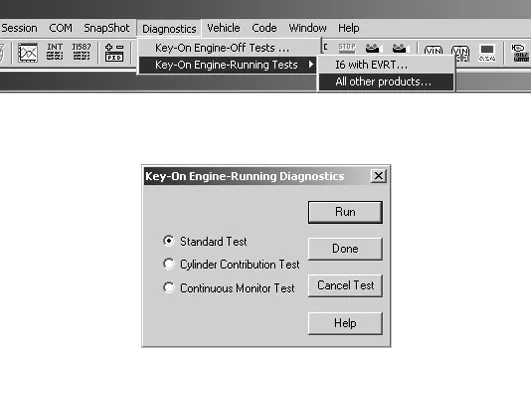 Session COM SnapShot Diagnostics Vehicle Code Window Help
INT I1587 PID STOP VIN VIN
Key-On Engine-Off Tests ...
Key-On Engine-Running Tests
I6 with EVRT...
All other products...
Key-On Engine-Running Diagnostics
Run
Standard Test
Done
Cylinder Contribution Test
Cancel Test
Continuous Monitor Test
Help